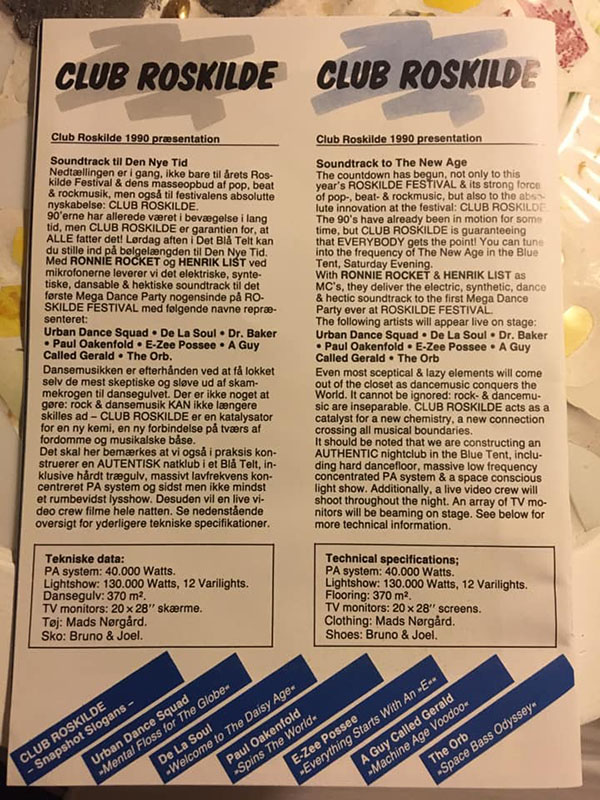 CLUB ROSKILDE
Club Roskilde 1990 præsentation
Soundtrack til Den Nye Tid
Nedtællingen er i gang, ikke bare til årets Ros-
kilde Festival & dens masseopbud af pop, beat
& rockmusik, men også til festivalens absolutte
nyskabelse: CLUB ROSKILDE.
90'erne har allerede været i bevægelse i lang
tid, men CLUB ROSKILDE er garantien for, at
ALLE fatter det! Lørdag aften i Det Blå Telt kan
du stille ind på bølgelængden til Den Nye Tid.
Med RONNIE ROCKET og HENRIK LIST ved
mikrofonerne leverer vi det elektriske, synte-
tiske, dansable & hektiske soundtrack til det
første Mega Dance Party nogensinde på RO-
SKILDE FESTIVAL med følgende navne repræ-
senteret:
Urban Dance Squad • De La Soul • Dr. Baker
• Paul Oakenfold • E-Zee Possee • A Guy
Called Gerald • The Orb.
Dansemusikken er efterhånden ved at få lokket
selv de mest skeptiske og sløve ud af skam-
mekrogen til dansegulvet. Der er ikke noget at
gøre: rock & dansemusik KAN ikke længere
skilles ad – CLUB ROSKILDE er en katalysator
for en ny kemi, en ny forbindelse på tværs af
fordomme og musikalske båse.
Det skal her bemærkes at vi også i praksis kon-
struerer en AUTENTISK natklub i et Blå Telt, in-
klusive hårdt trægulv, massivt lavfrekvens kon-
centreret PA system og sidst men ikke mindst
et rumbevidst lysshow. Desuden vil en live vi-
deo crew filme hele natten. Se nedenstående
oversigt for yderligere tekniske specifikationer.
Tekniske data:
PA system: 40.000 Watts.
Lightshow: 130.000 Watts, 12 Varilights.
Dansegulv: 370 m².
TV monitors: 20 × 28" skærme.
Tøj: Mads Nørgård.
Sko: Bruno & Joel.
CLUB ROSKILDE
Club Roskilde 1990 presentation
Soundtrack to The New Age
The countdown has begun, not only to this
year's ROSKILDE FESTIVAL & its strong force
of pop-, beat- & rockmusic, but also to the abso-
lute innovation at the festival: CLUB ROSKILDE.
The 90's have already been in motion for some
time, but CLUB ROSKILDE is guaranteeing
that EVERYBODY gets the point! You can tune
into the frequency of The New Age in the Blue
Tent, Saturday Evening.
With RONNIE ROCKET & HENRIK LIST as
MC's, they deliver the electric, synthetic, dance
& hectic soundtrack to the first Mega Dance
Party ever at ROSKILDE FESTIVAL.
The following artists will appear live on stage:
Urban Dance Squad • De La Soul • Dr. Baker
• Paul Oakenfold • E-Zee Possee • A Guy
Called Gerald • The Orb
Even most sceptical & lazy elements will come
out of the closet as dancemusic conquers the
World. It cannot be ignored: rock- & dancemu-
sic are inseparable. CLUB ROSKILDE acts as a
catalyst for a new chemistry, a new connection
crossing all musical boundaries.
It should be noted that we are constructing an
AUTHENTIC nightclub in the Blue Tent, inclu-
ding hard dancefloor, massive low frequency
concentrated PA system & a space conscious
light show. Additionally, a live video crew will
shoot throughout the night. An array of TV mo-
nitors will be beaming on stage. See below for
more technical information.
Technical specifications;
PA system: 40.000 Watts.
Lightshow: 130.000 Watts, 12 Varilights.
Flooring: 370 m².
TV monitors: 20 × 28" screens.
Clothing: Mads Nørgård.
Shoes: Bruno & Joel.
CLUB ROSKILDE
– Snapshot Slogans –
Urban Dance Squad
»Mental Floss for The Globe«
De La Soul
»Welcome to The Daisy Age«
Paul Oakenfold
»Spins The World«
E-Zee Possee
»Everything Starts With An »E««
A Guy Called Gerald
»Machine Age Voodoo«
The Orb
»Space Bass Odyssey«